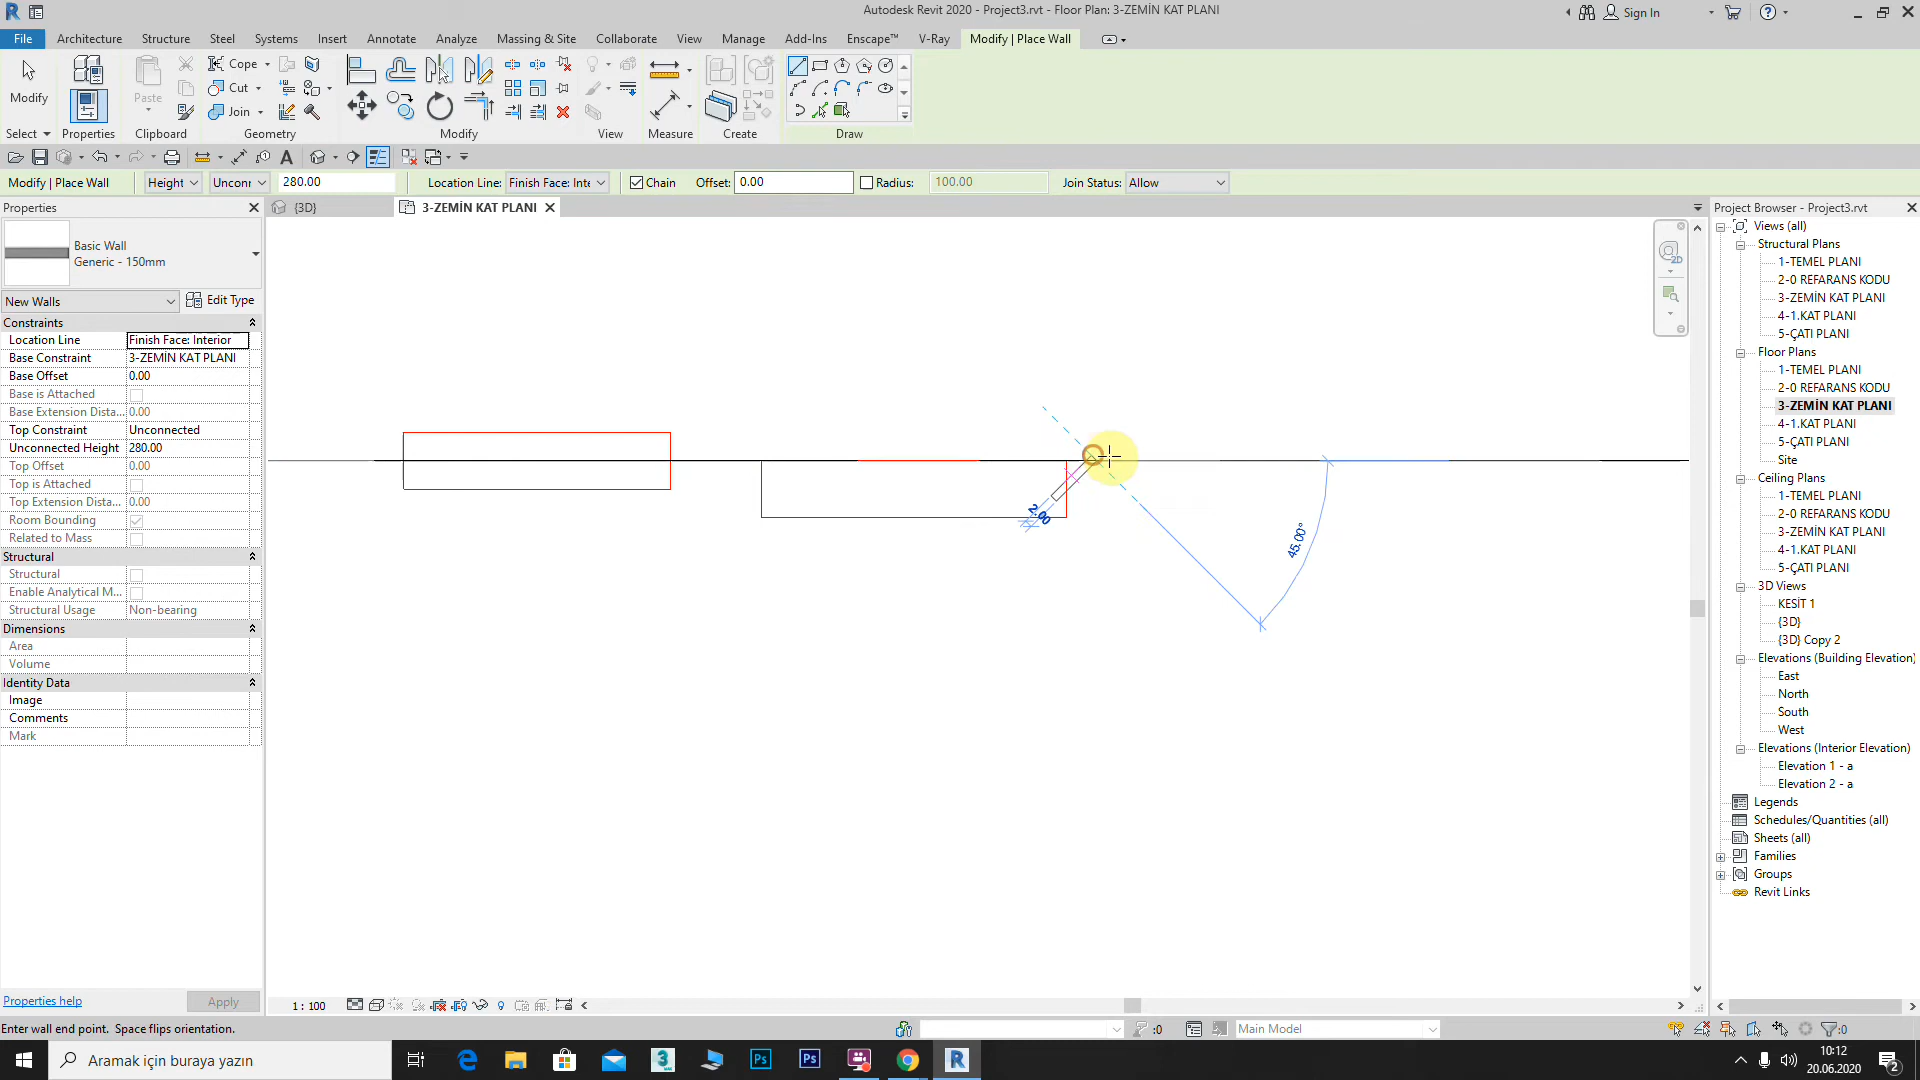 Autodesk Revit 2020 - Project3.rvt - Floor Plan: 3-ZEMİN KAT PLANI
Sign In
File Architecture Structure Steel Systems Insert Annotate Analyze Massing & Site Collaborate View Manage Add-Ins Enscape™ V-Ray Modify | Place Wall
Modify
Paste
Cope
Cut
Join
Select Properties Clipboard Geometry Modify View Measure Create Draw
Modify | Place Wall
Height
280.00
Location Line: Finish Face: Inte
Chain
Offset: 0.00
Radius: 100.00
Join Status: Allow
Properties
{3D}
3-ZEMİN KAT PLANI
Project Browser - Project3.rvt
Basic Wall
Generic - 150mm
New Walls
Edit Type
Constraints
Location Line Finish Face: Interior
Base Constraint 3-ZEMİN KAT PLANI
Base Offset 0.00
Base is Attached
Base Extension Dista... 0.00
Top Constraint Unconnected
Unconnected Height 280.00
Top Offset 0.00
Top is Attached
Top Extension Dista... 0.00
Room Bounding
Related to Mass
Structural
Structural
Enable Analytical M...
Structural Usage Non-bearing
Dimensions
Area
Volume
Identity Data
Image
Comments
Mark
Properties help
Apply
2.00
45.00°
2D
Views (all)
Structural Plans
1-TEMEL PLANI
2-0 REFARANS KODU
3-ZEMİN KAT PLANI
4-1.KAT PLANI
5-ÇATI PLANI
Floor Plans
1-TEMEL PLANI
2-0 REFARANS KODU
3-ZEMİN KAT PLANI
4-1.KAT PLANI
5-ÇATI PLANI
Site
Ceiling Plans
1-TEMEL PLANI
2-0 REFARANS KODU
3-ZEMİN KAT PLANI
4-1.KAT PLANI
5-ÇATI PLANI
3D Views
KESİT 1
{3D}
{3D} Copy 2
Elevations (Building Elevation)
East
North
South
West
Elevations (Interior Elevation)
Elevation 1 - a
Elevation 2 - a
Legends
Schedules/Quantities (all)
Sheets (all)
Families
Groups
Revit Links
1 : 100
Enter wall end point. Space flips orientation.
:0
Main Model
:0
Aramak için buraya yazın
3
Ps
Ps
R
10:12
20.06.2020
2